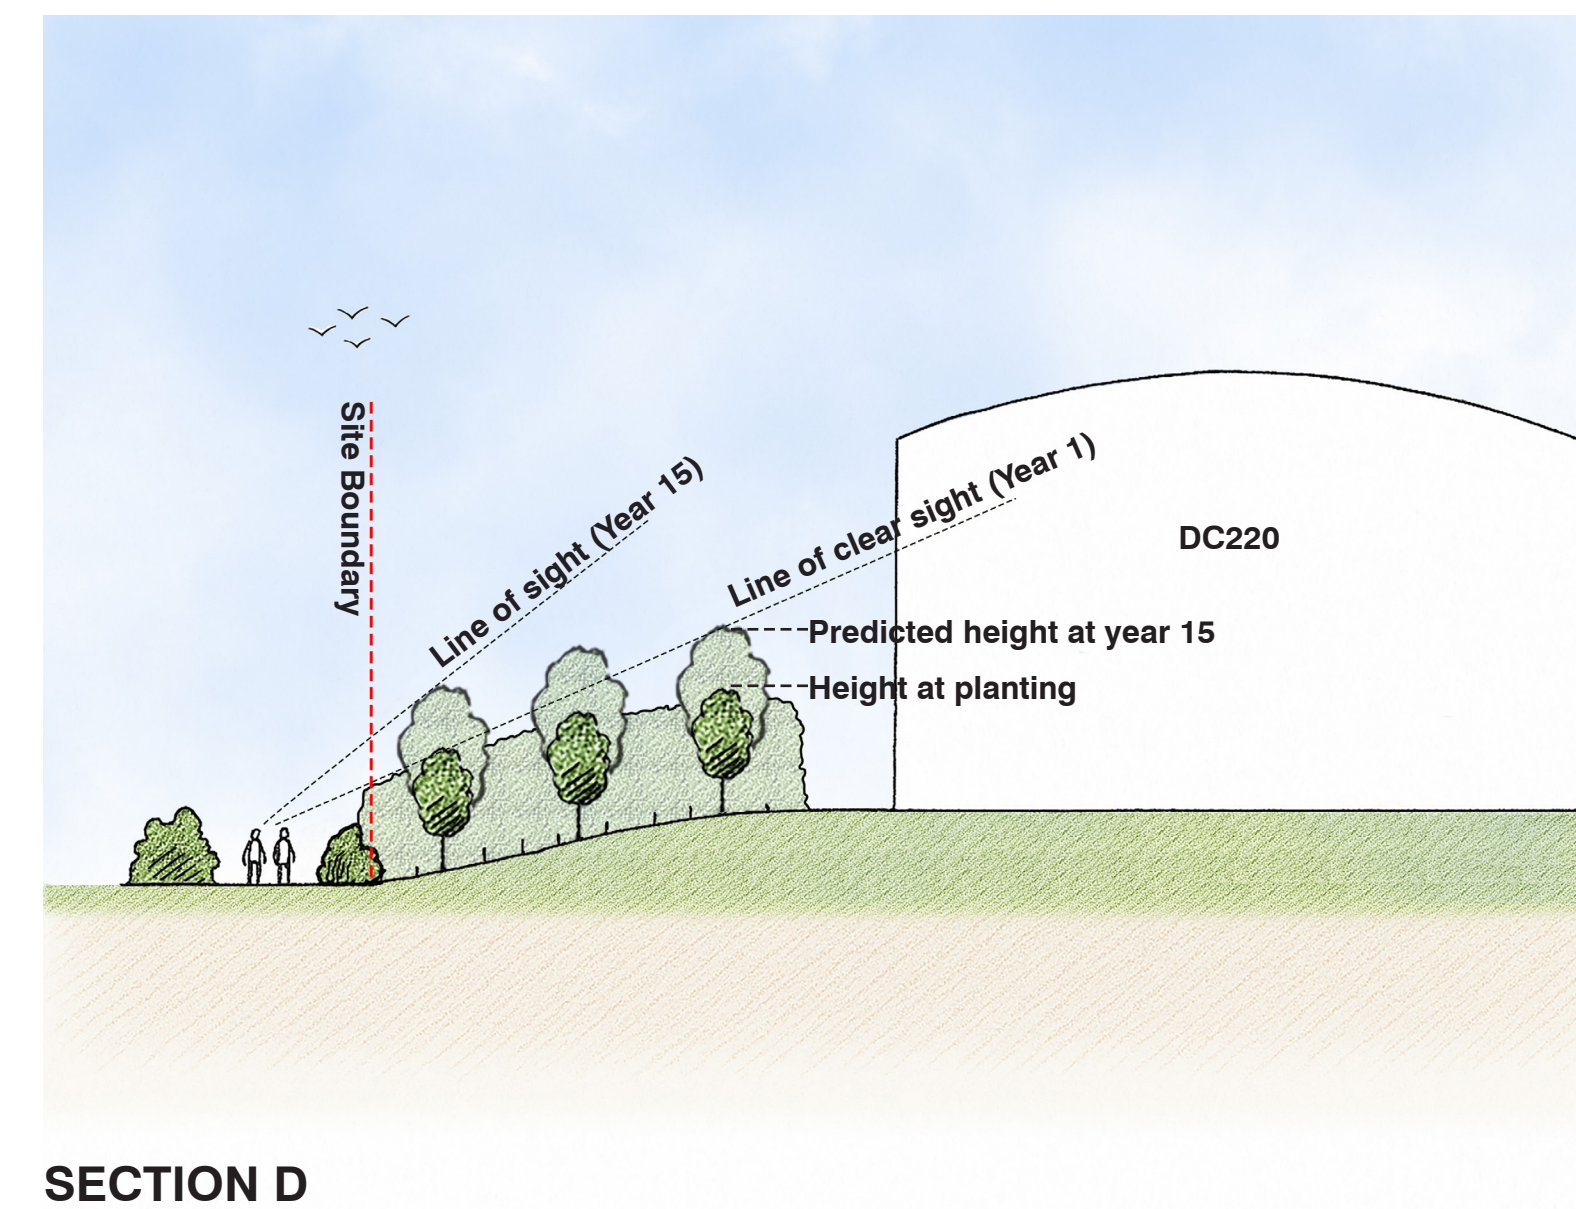 Site Boundary
Line of sight (Year 15)
Line of clear sight (Year 1)
DC220
Predicted height at year 15
Height at planting
SECTION D